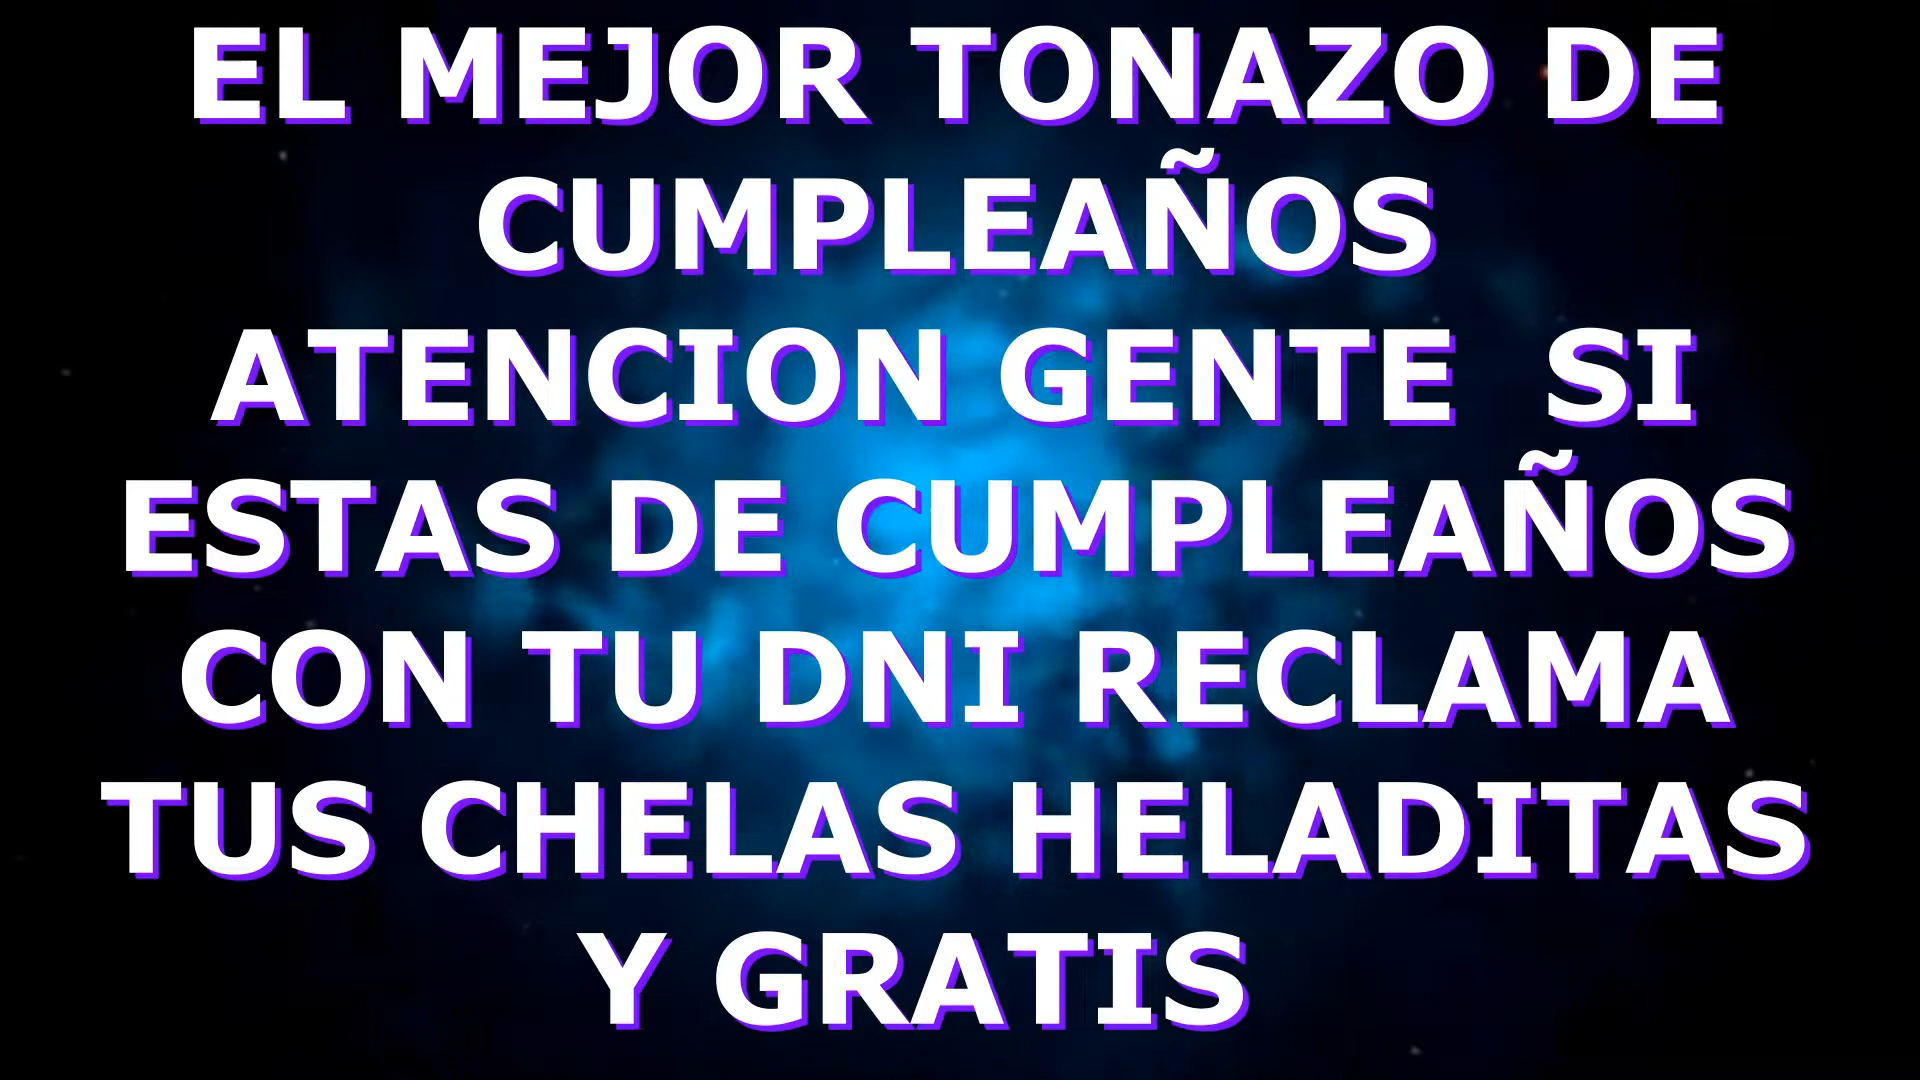 EL MEJOR TONAZO DE
CUMPLEAÑOS
ATENCION GENTE  SI
ESTAS DE CUMPLEAÑOS
CON TU DNI RECLAMA
TUS CHELAS HELADITAS
Y GRATIS